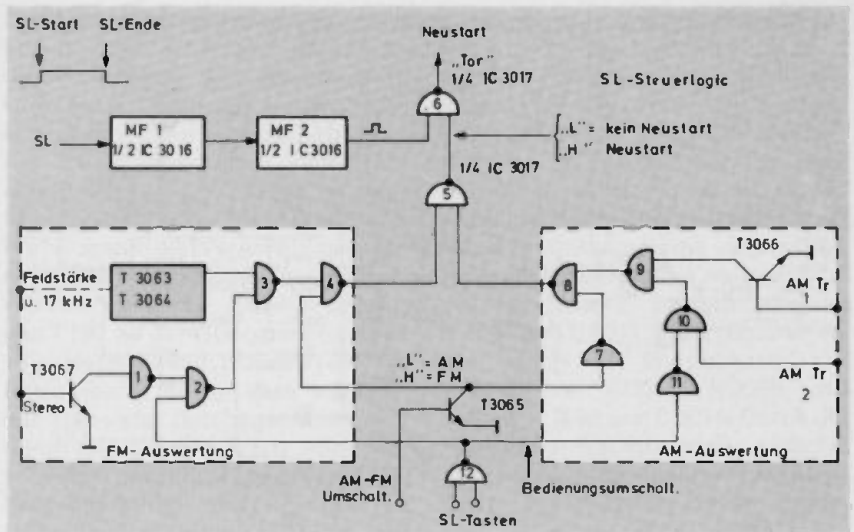 SL-Start
SL-Ende
Neustart
„Tor"
1/4 IC 3017
SL-Steuerlogic
6
SL
MF 1
1/2 IC 3016
MF 2
1/2 IC3016
„L" = kein Neustart
„H" Neustart
1/4 IC 3017
5
Feldstärke
u. 17 kHz
T 3063
T 3064
3
4
8
9
T3066
AM Tr
1
10
T3067
1
2
„L" = AM
„H" = FM
7
AM Tr
2
Stereo
T3065
11
FM-Auswertung
AM-FM
Umschalt.
12
SL-Tasten
Bedienungsumschalt.
AM-Auswertung